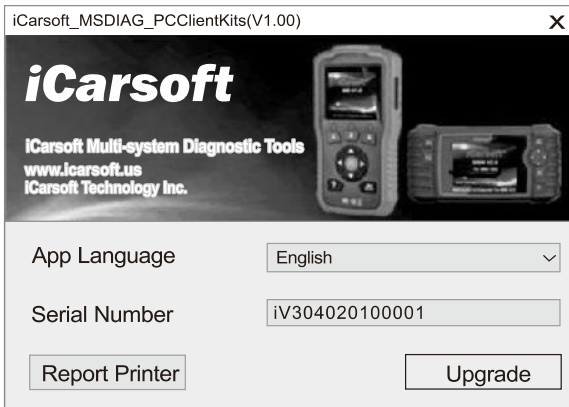 iCarsoft_MSDIAG_PCClientKits(V1.00) X
iCarsoft
iCarsoft Multi-system Diagnostic Tools
www.icarsoft.us
iCarsoft Technology Inc.
App Language English
Serial Number iV304020100001
Report Printer Upgrade